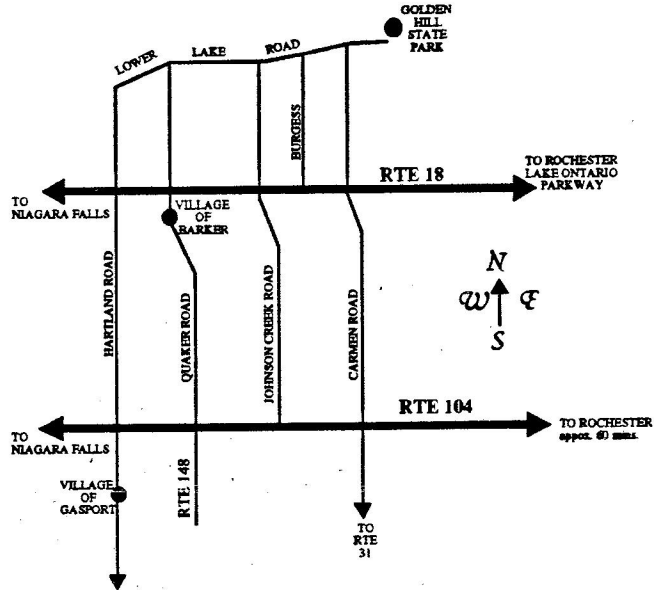 GOLDEN
HILL
STATE
PARK
LOWER LAKE ROAD
BURGESS
RTE 18
TO ROCHESTER
LAKE ONTARIO
PARKWAY
TO
NIAGARA FALLS
VILLAGE
OF
BARKER
HARTLAND ROAD
QUAKER ROAD
JOHNSON CREEK ROAD
CARMEN ROAD
N
W E
S
RTE 104
TO
NIAGARA FALLS
TO ROCHESTER
appox. 60 mins.
VILLAGE
OF
GASPORT
RTE 148
TO
RTE
31